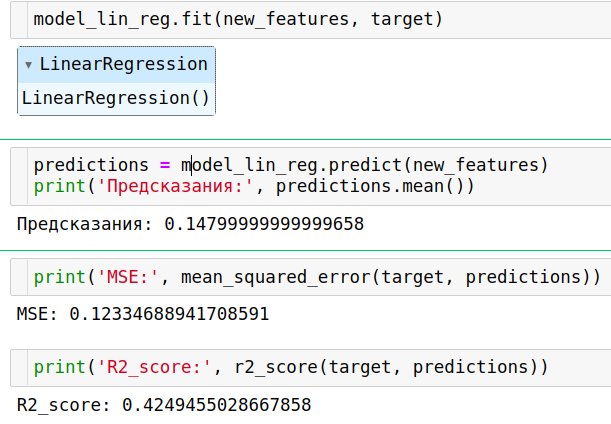 model_lin_reg.fit(new_features, target)
▾ LinearRegression
LinearRegression()
predictions = model_lin_reg.predict(new_features)
print('Предсказания:', predictions.mean())
Предсказания: 0.14799999999999658
print('MSE:', mean_squared_error(target, predictions))
MSE: 0.12334688941708591
print('R2_score:', r2_score(target, predictions))
R2_score: 0.4249455028667858